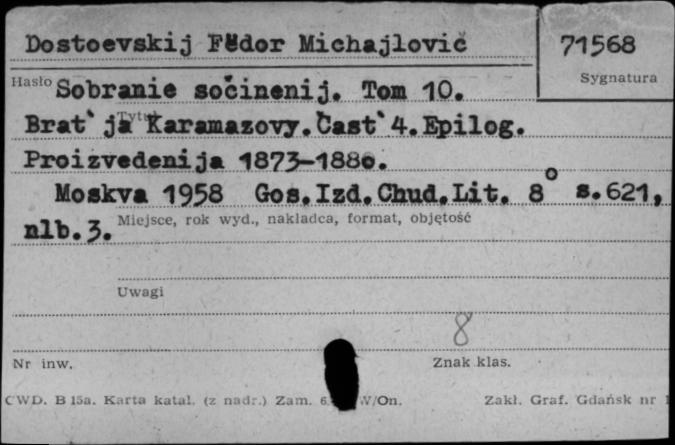 Dostoevskij Fëdor Michajlovič
71568
Hasło
Sygnatura
Sobranie sočinenij. Tom 10.
Tytuł
Brat`ja Karamazovy. Čast`4. Epilog.
Proizvedenija 1873-1880.
Moskva 1958 Gos. Izd. Chud. Lit. 8° s. 621,
nlb. 3.
Miejsce, rok wyd., nakładca, format, objętość
Uwagi
8
Nr inw.
Znak klas.
CWD. B 15a. Karta katal. (z nadr.) Zam. 6 W/On.
Zakł. Graf. Gdańsk nr 1